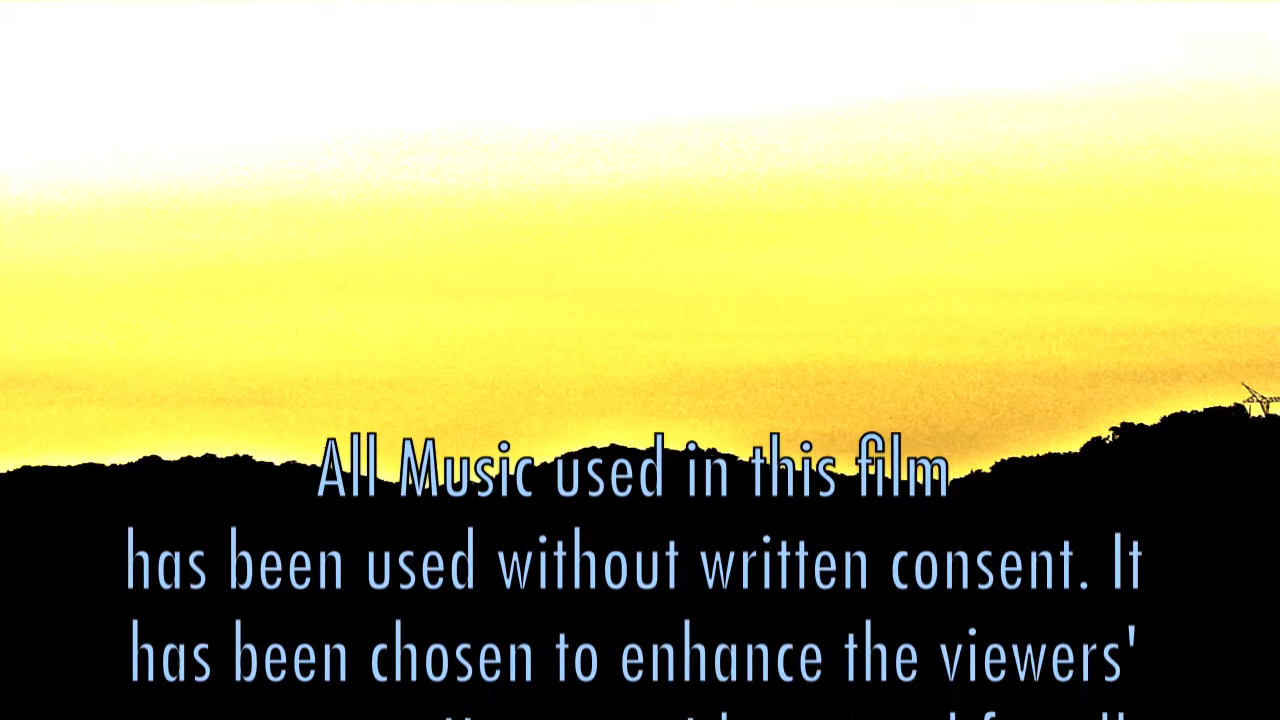 All Music used in this film
has been used without written consent. It
has been chosen to enhance the viewers'